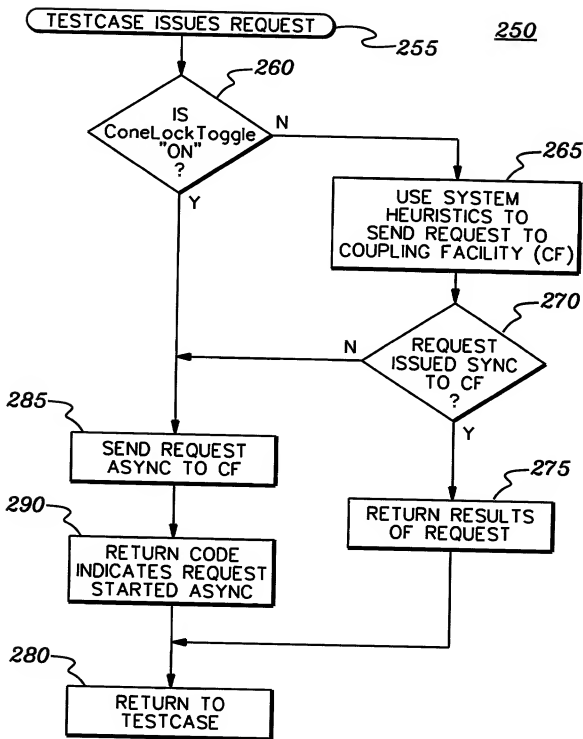 TESTCASE ISSUES REQUEST
255
250
260
IS
ConeLockToggle
"ON"
?
N
Y
265
USE SYSTEM
HEURISTICS TO
SEND REQUEST TO
COUPLING FACILITY (CF)
270
REQUEST
ISSUED SYNC
TO CF
?
N
Y
285
SEND REQUEST
ASYNC TO CF
275
RETURN RESULTS
OF REQUEST
290
RETURN CODE
INDICATES REQUEST
STARTED ASYNC
280
RETURN TO
TESTCASE